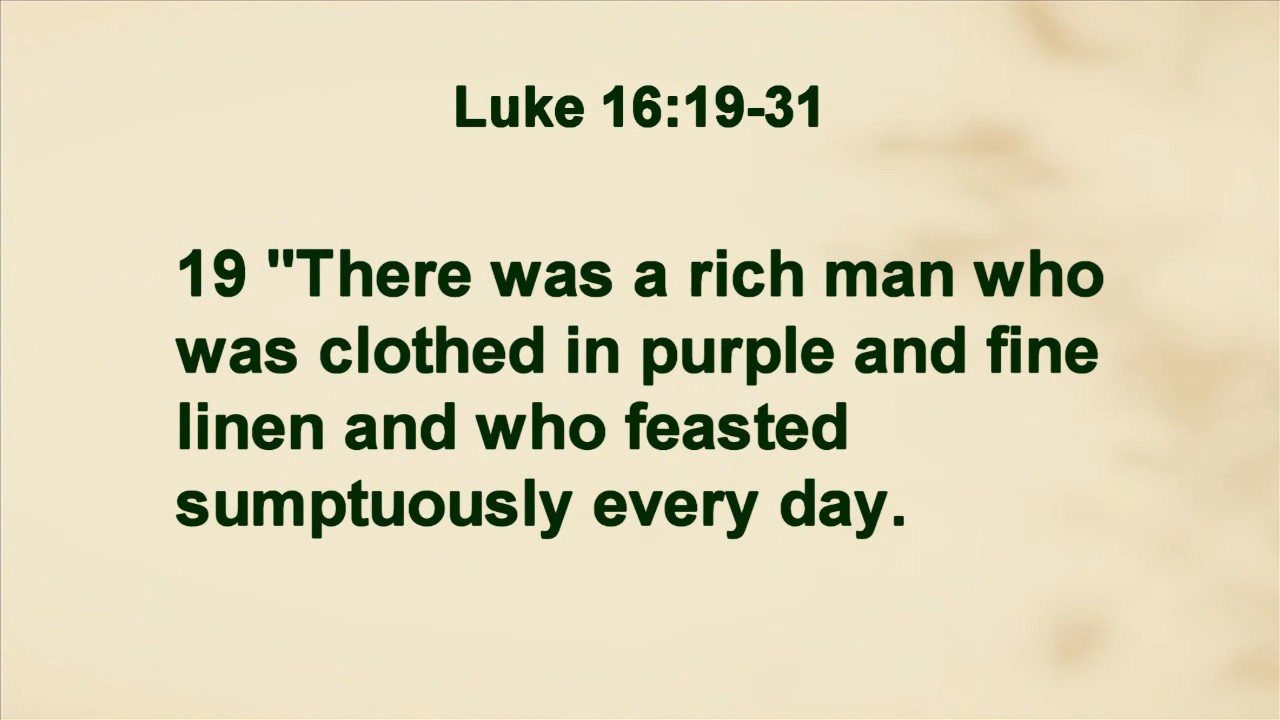 Luke 16:19-31
19 "There was a rich man who
was clothed in purple and fine
linen and who feasted
sumptuously every day.